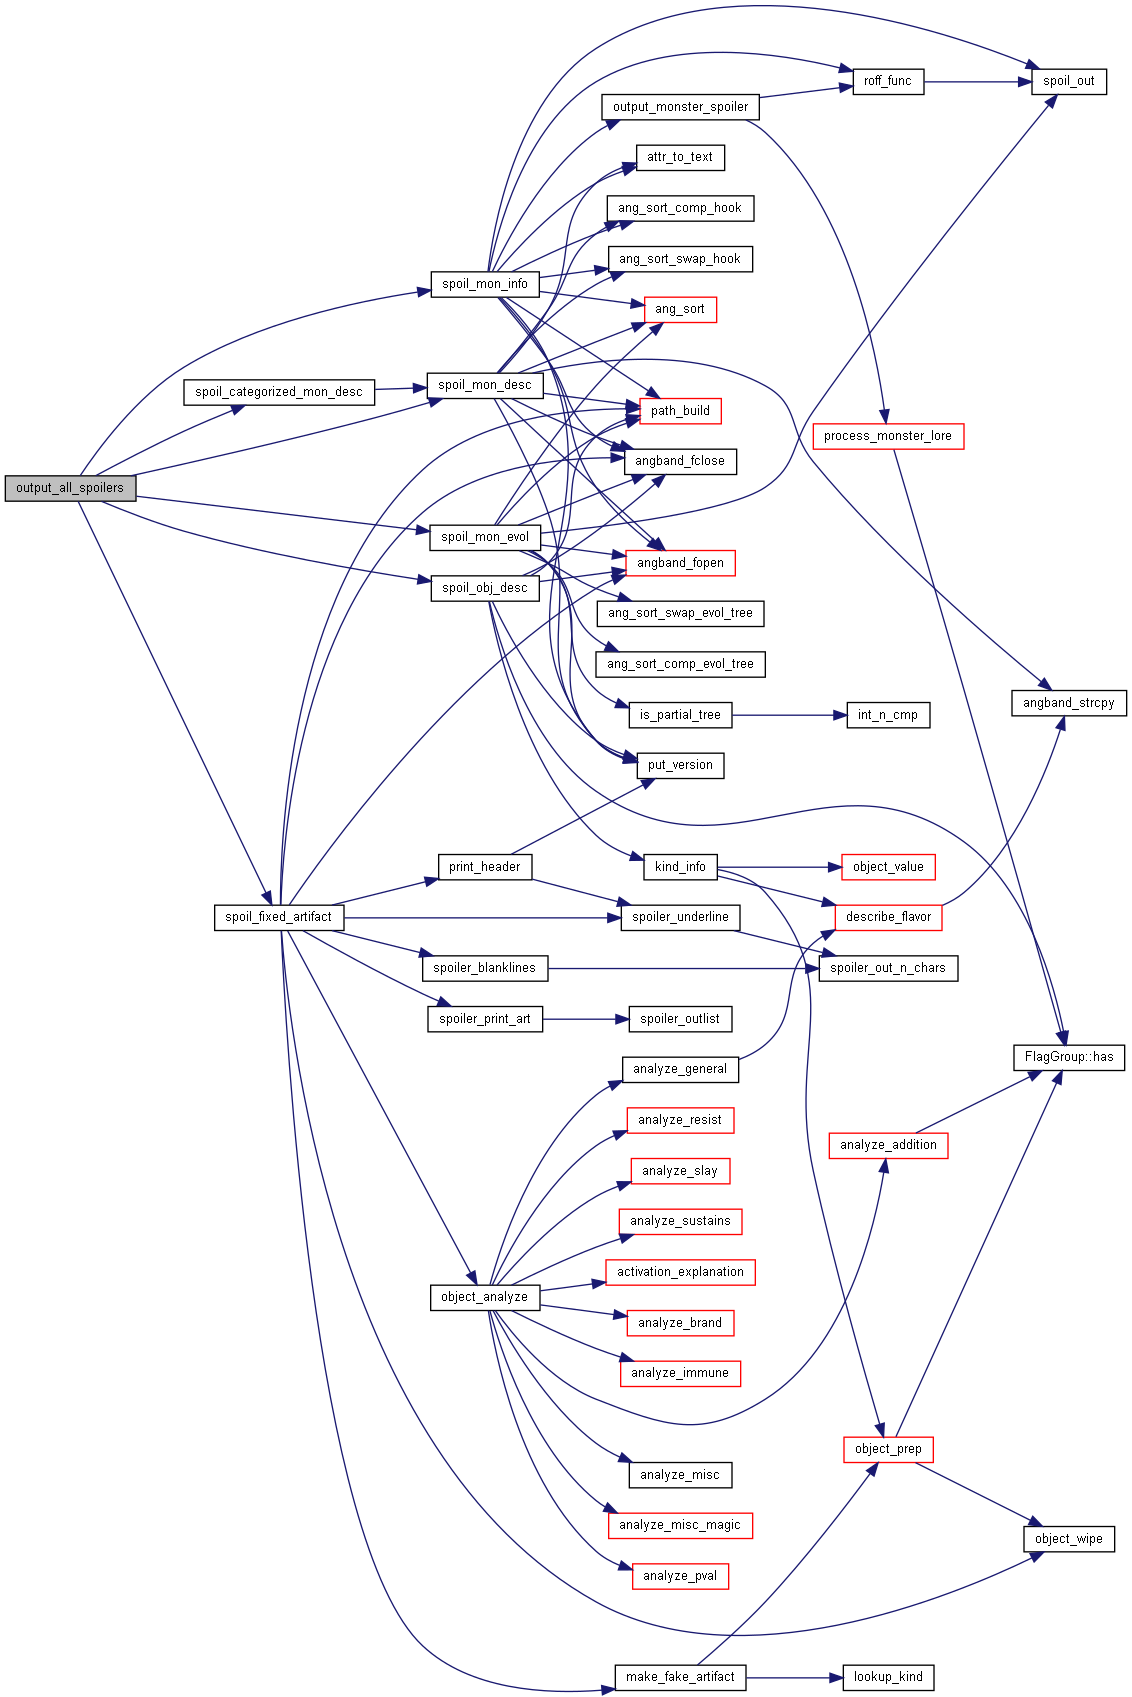 roff_func
spoil_out
output_monster_spoiler
attr_to_text
ang_sort_comp_hook
ang_sort_swap_hook
spoil_mon_info
ang_sort
spoil_mon_desc
spoil_categorized_mon_desc
path_build
process_monster_lore
angband_fclose
output_all_spoilers
spoil_mon_evol
angband_fopen
spoil_obj_desc
ang_sort_swap_evol_tree
ang_sort_comp_evol_tree
angband_strcpy
is_partial_tree
int_n_cmp
put_version
print_header
kind_info
object_value
spoil_fixed_artifact
spoiler_underline
describe_flavor
spoiler_blanklines
spoiler_out_n_chars
spoiler_print_art
spoiler_outlist
FlagGroup::has
analyze_general
analyze_resist
analyze_addition
analyze_slay
analyze_sustains
activation_explanation
object_analyze
analyze_brand
analyze_immune
object_prep
analyze_misc
analyze_misc_magic
object_wipe
analyze_pval
make_fake_artifact
lookup_kind